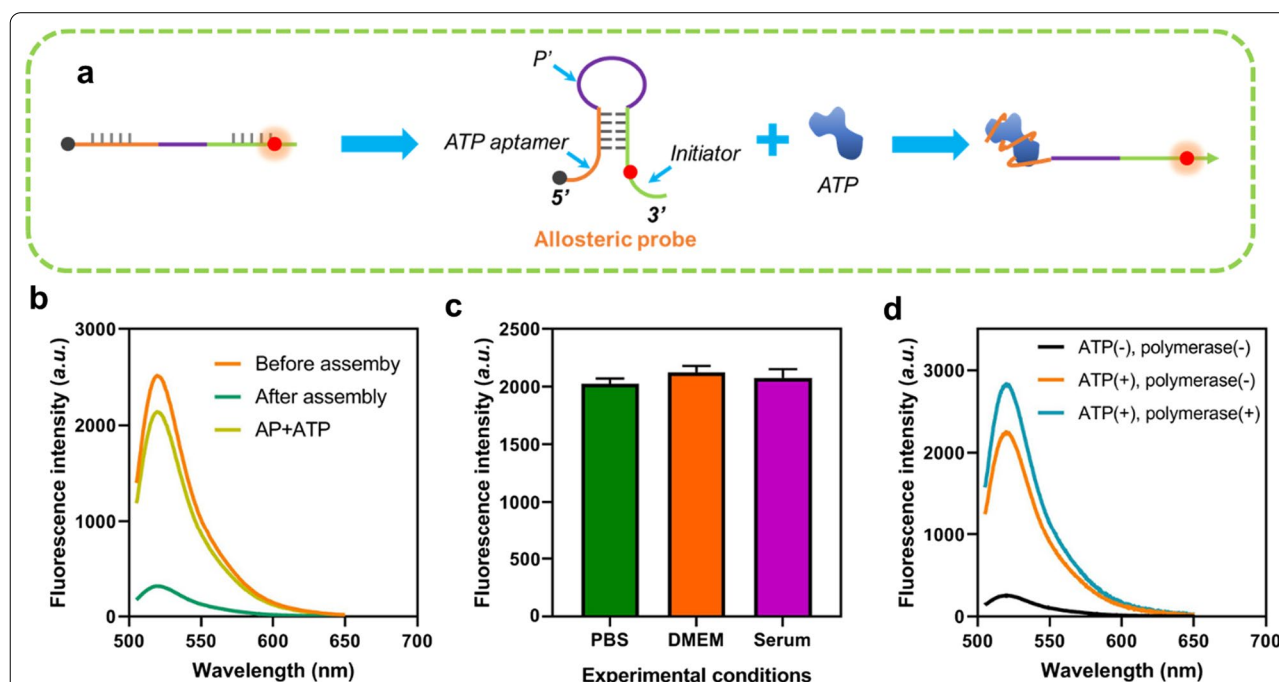 a
P'
ATP aptamer
Initiator
5'
3'
ATP
Allosteric probe
b
Fluorescence intensity (a.u.)
3000
2000
1000
0
500 550 600 650 700
Wavelength (nm)
Before assemby
After assembly
AP+ATP
c
Fluorescence intensity (a.u.)
2500
2000
1500
1000
500
0
PBS DMEM Serum
Experimental conditions
d
Fluorescence intensity (a.u.)
3000
2000
1000
0
500 550 600 650 700
Wavelength (nm)
ATP(-), polymerase(-)
ATP(+), polymerase(-)
ATP(+), polymerase(+)